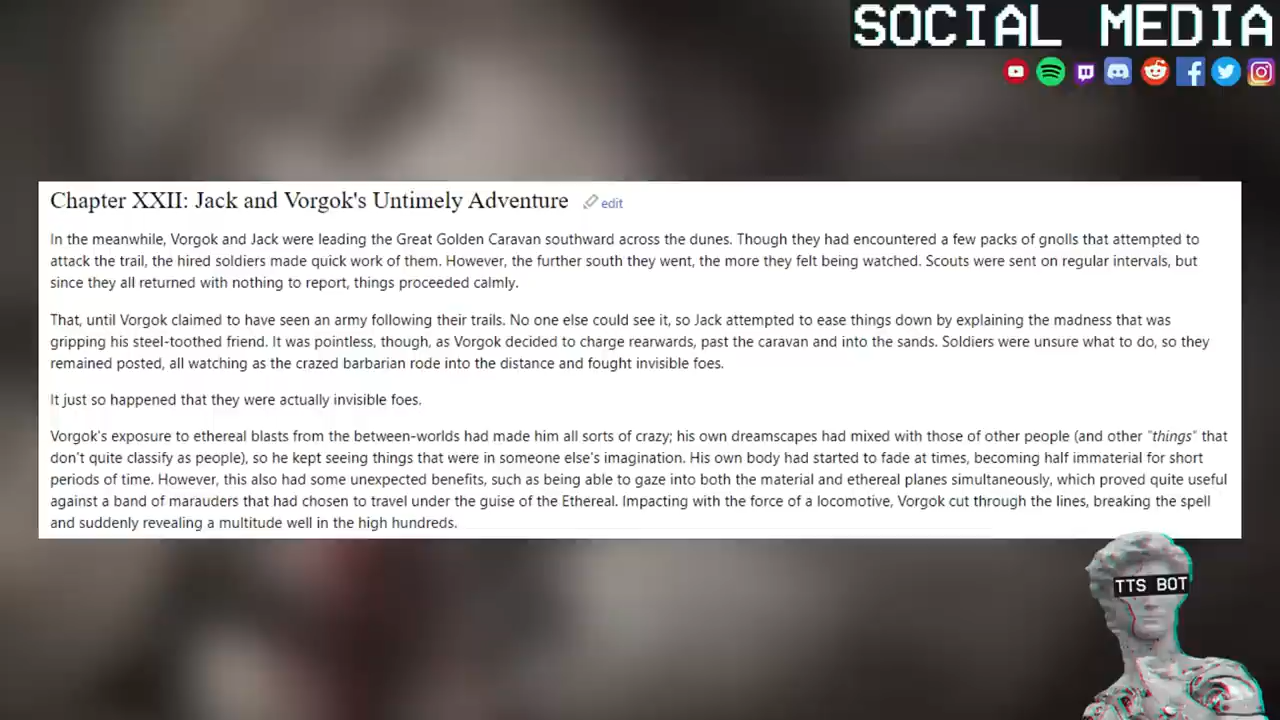 SOCIAL MEDIA
Chapter XXII: Jack and Vorgok's Untimely Adventure edit
In the meanwhile, Vorgok and Jack were leading the Great Golden Caravan southward across the dunes. Though they had encountered a few packs of gnolls that attempted to
attack the trail, the hired soldiers made quick work of them. However, the further south they went, the more they felt being watched. Scouts were sent on regular intervals, but
since they all returned with nothing to report, things proceeded calmly.
That, until Vorgok claimed to have seen an army following their trails. No one else could see it, so Jack attempted to ease things down by explaining the madness that was
gripping his steel-toothed friend. It was pointless, though, as Vorgok decided to charge rearwards, past the caravan and into the sands. Soldiers were unsure what to do, so they
remained posted, all watching as the crazed barbarian rode into the distance and fought invisible foes.
It just so happened that they were actually invisible foes.
Vorgok's exposure to ethereal blasts from the between-worlds had made him all sorts of crazy; his own dreamscapes had mixed with those of other people (and other "things" that
don't quite classify as people), so he kept seeing things that were in someone else's imagination. His own body had started to fade at times, becoming half immaterial for short
periods of time. However, this also had some unexpected benefits, such as being able to gaze into both the material and ethereal planes simultaneously, which proved quite useful
against a band of marauders that had chosen to travel under the guise of the Ethereal. Impacting with the force of a locomotive, Vorgok cut through the lines, breaking the spell
and suddenly revealing a multitude well in the high hundreds.
TTS BOT